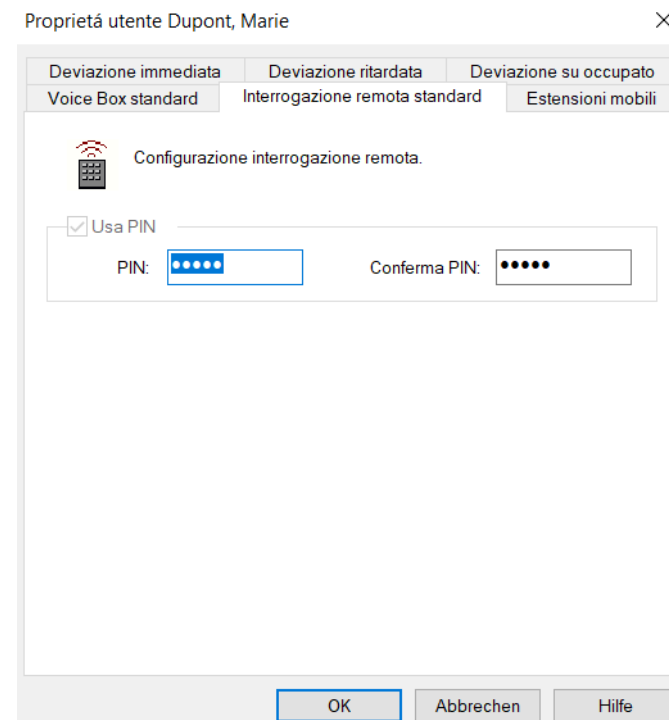 Proprietá utente Dupont, Marie
Deviazione immediata Deviazione ritardata Deviazione su occupato
Voice Box standard Interrogazione remota standard Estensioni mobili
Configurazione interrogazione remota.
Usa PIN
PIN: ●●●●● Conferma PIN: ●●●●●
OK Abbrechen Hilfe